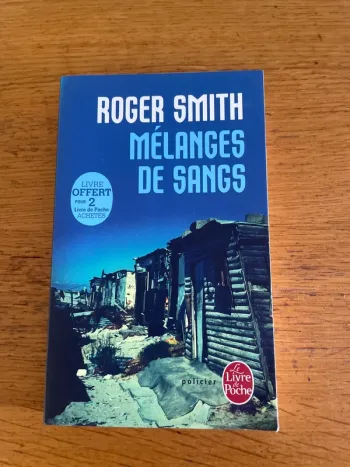 ROGER SMITH
MÉLANGES
DE SANGS
LIVRE
OFFERT
POUR
2
Livres de Poche
ACHETÉS
policier
Le
Livre
de
Poche